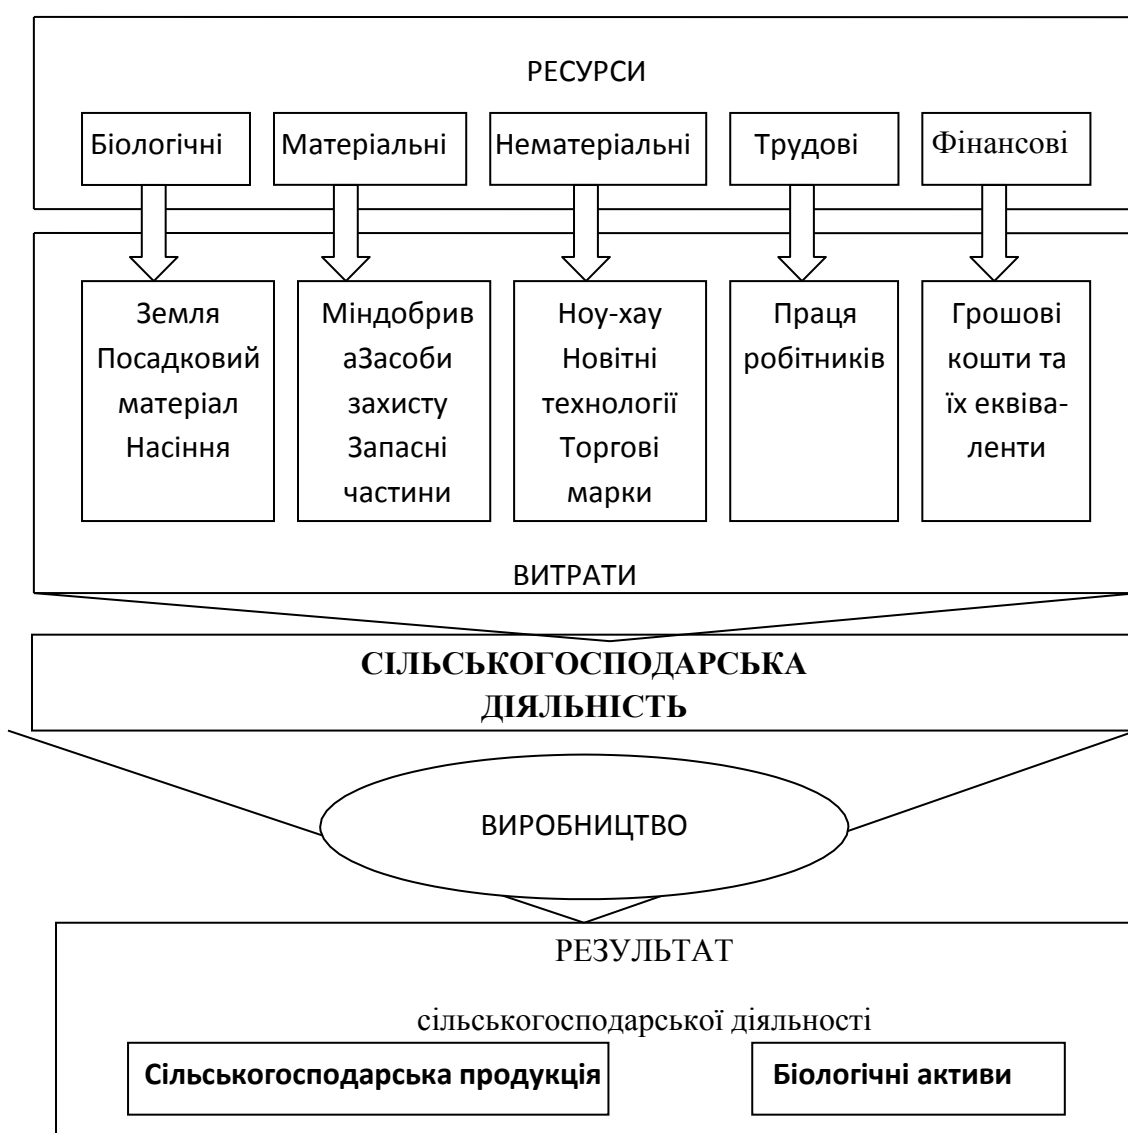 РЕСУРСИ
Біологічні
Матеріальні
Нематеріальні
Трудові
Фінансові
Земля
Посадковий
матеріал
Насіння
Міндобрив
аЗасоби
захисту
Запасні
частини
Ноу-хау
Новітні
технології
Торгові
марки
Праця
робітників
Грошові
кошти та
їх еквіва-
ленти
ВИТРАТИ
СІЛЬСЬКОГОСПОДАРСЬКА
ДІЯЛЬНІСТЬ
ВИРОБНИЦТВО
РЕЗУЛЬТАТ
сільськогосподарської діяльності
Сільськогосподарська продукція
Біологічні активи